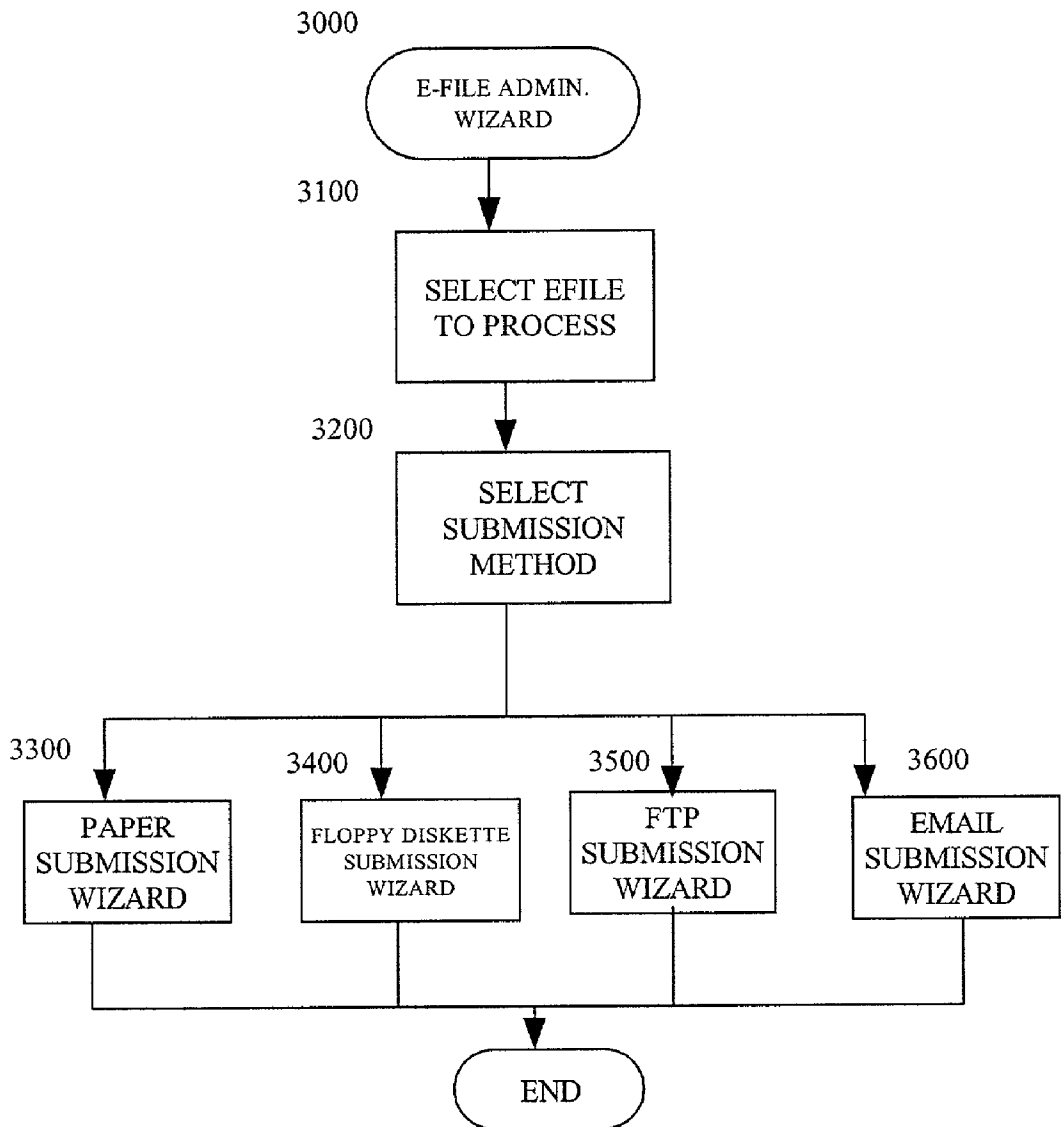 3000
E-FILE ADMIN.
WIZARD
3100
SELECT EFILE
TO PROCESS
3200
SELECT
SUBMISSION
METHOD
3300
PAPER
SUBMISSION
WIZARD
3400
FLOPPY DISKETTE
SUBMISSION
WIZARD
3500
FTP
SUBMISSION
WIZARD
3600
EMAIL
SUBMISSION
WIZARD
END